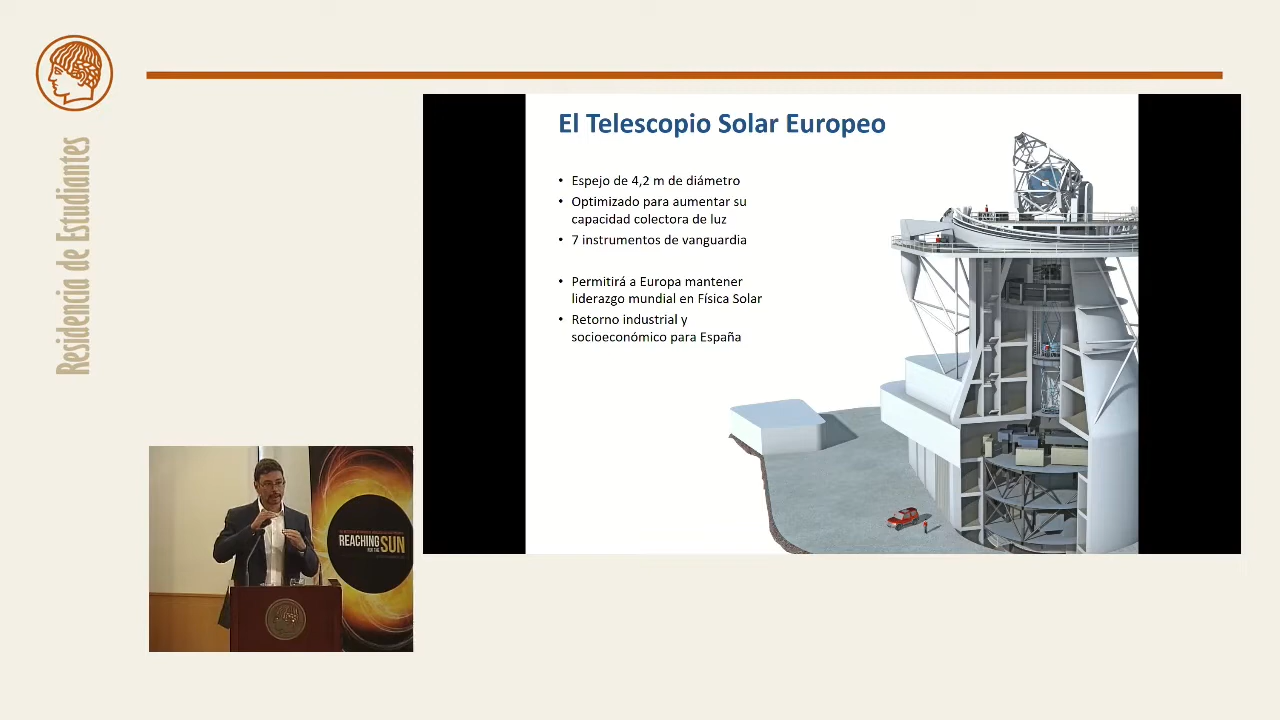 Residencia de Estudiantes
El Telescopio Solar Europeo
• Espejo de 4,2 m de diámetro
• Optimizado para aumentar su
capacidad colectora de luz
• 7 instrumentos de vanguardia
• Permitirá a Europa mantener
liderazgo mundial en Física Solar
• Retorno industrial y
socioeconómico para España
REACHING
FOR THE SUN